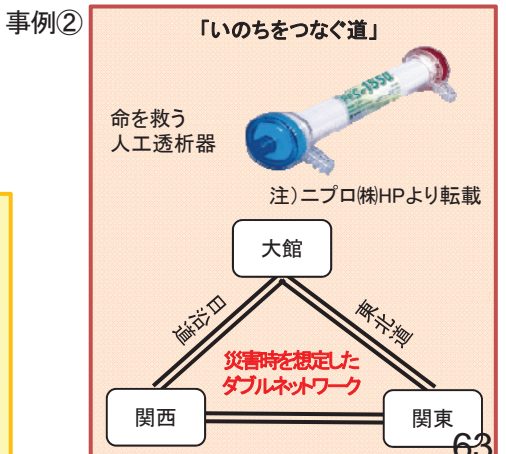 事例②
「いのちをつなぐ道」
PES-155α
命を救う
人工透析器
注）ニプロ㈱HPより転載
大館
日沿道
東北道
災害時を想定した
ダブルネットワーク
関西
関東
63